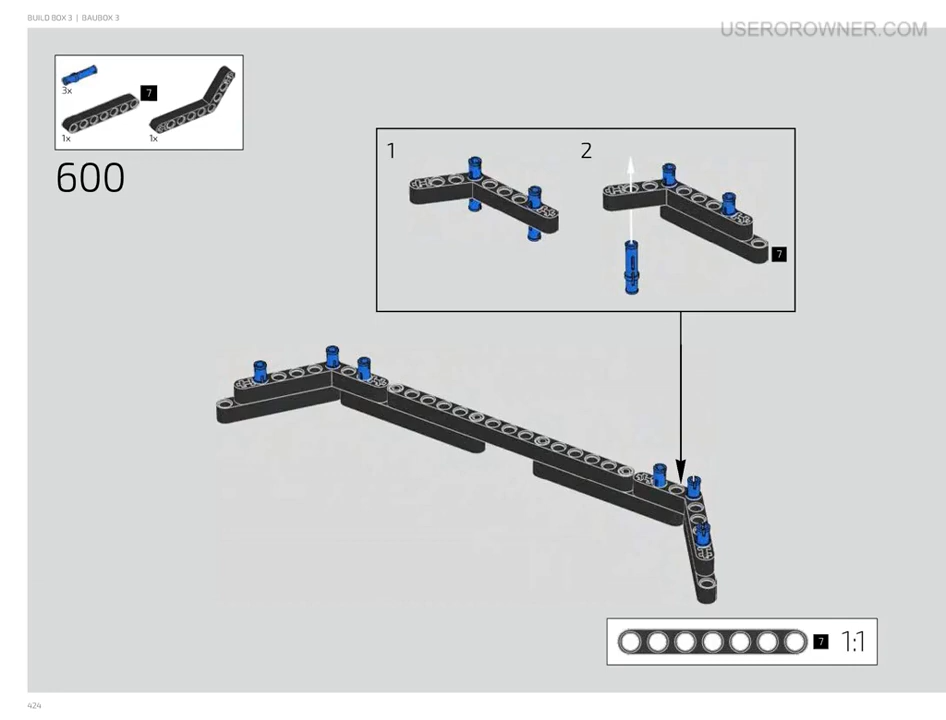 BUILD BOX 3 | BAUBOX 3
USEROROWNER.COM
3x
7
1x
1x
600
1
2
7
7 1:1
424